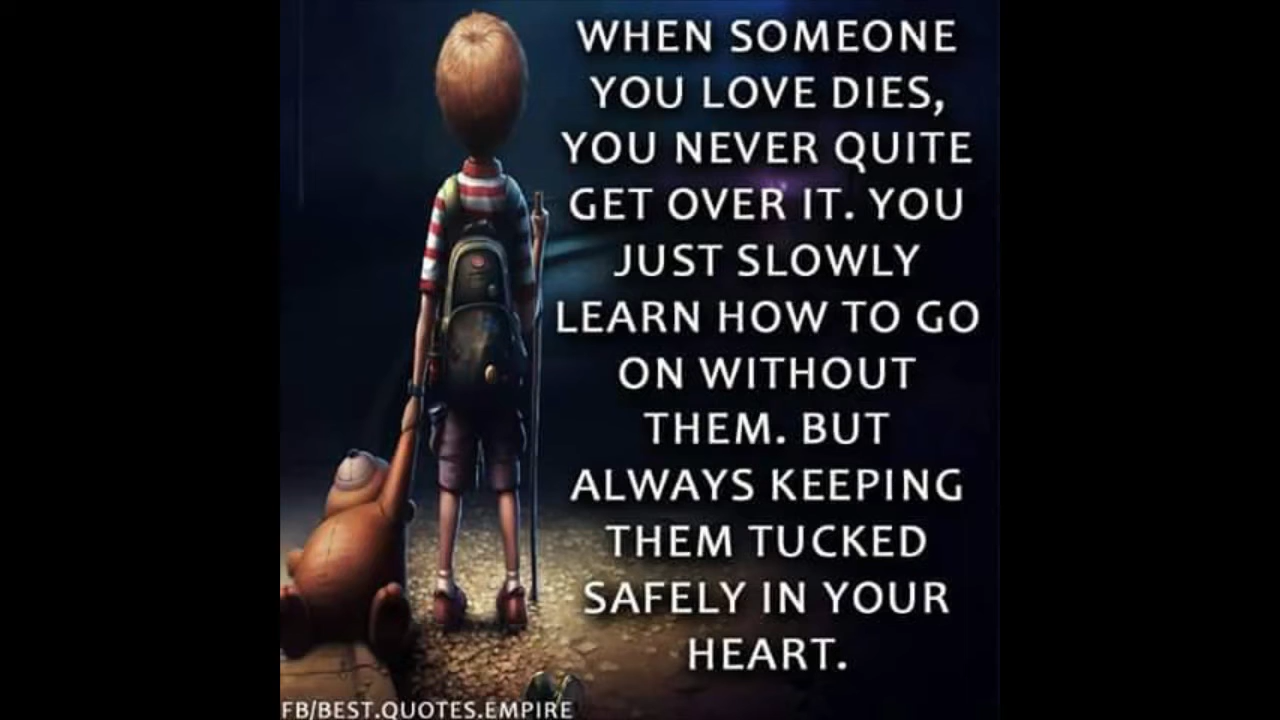 WHEN SOMEONE
YOU LOVE DIES,
YOU NEVER QUITE
GET OVER IT. YOU
JUST SLOWLY
LEARN HOW TO GO
ON WITHOUT
THEM. BUT
ALWAYS KEEPING
THEM TUCKED
SAFELY IN YOUR
HEART.
FB/BEST.QUOTES.EMPIRE